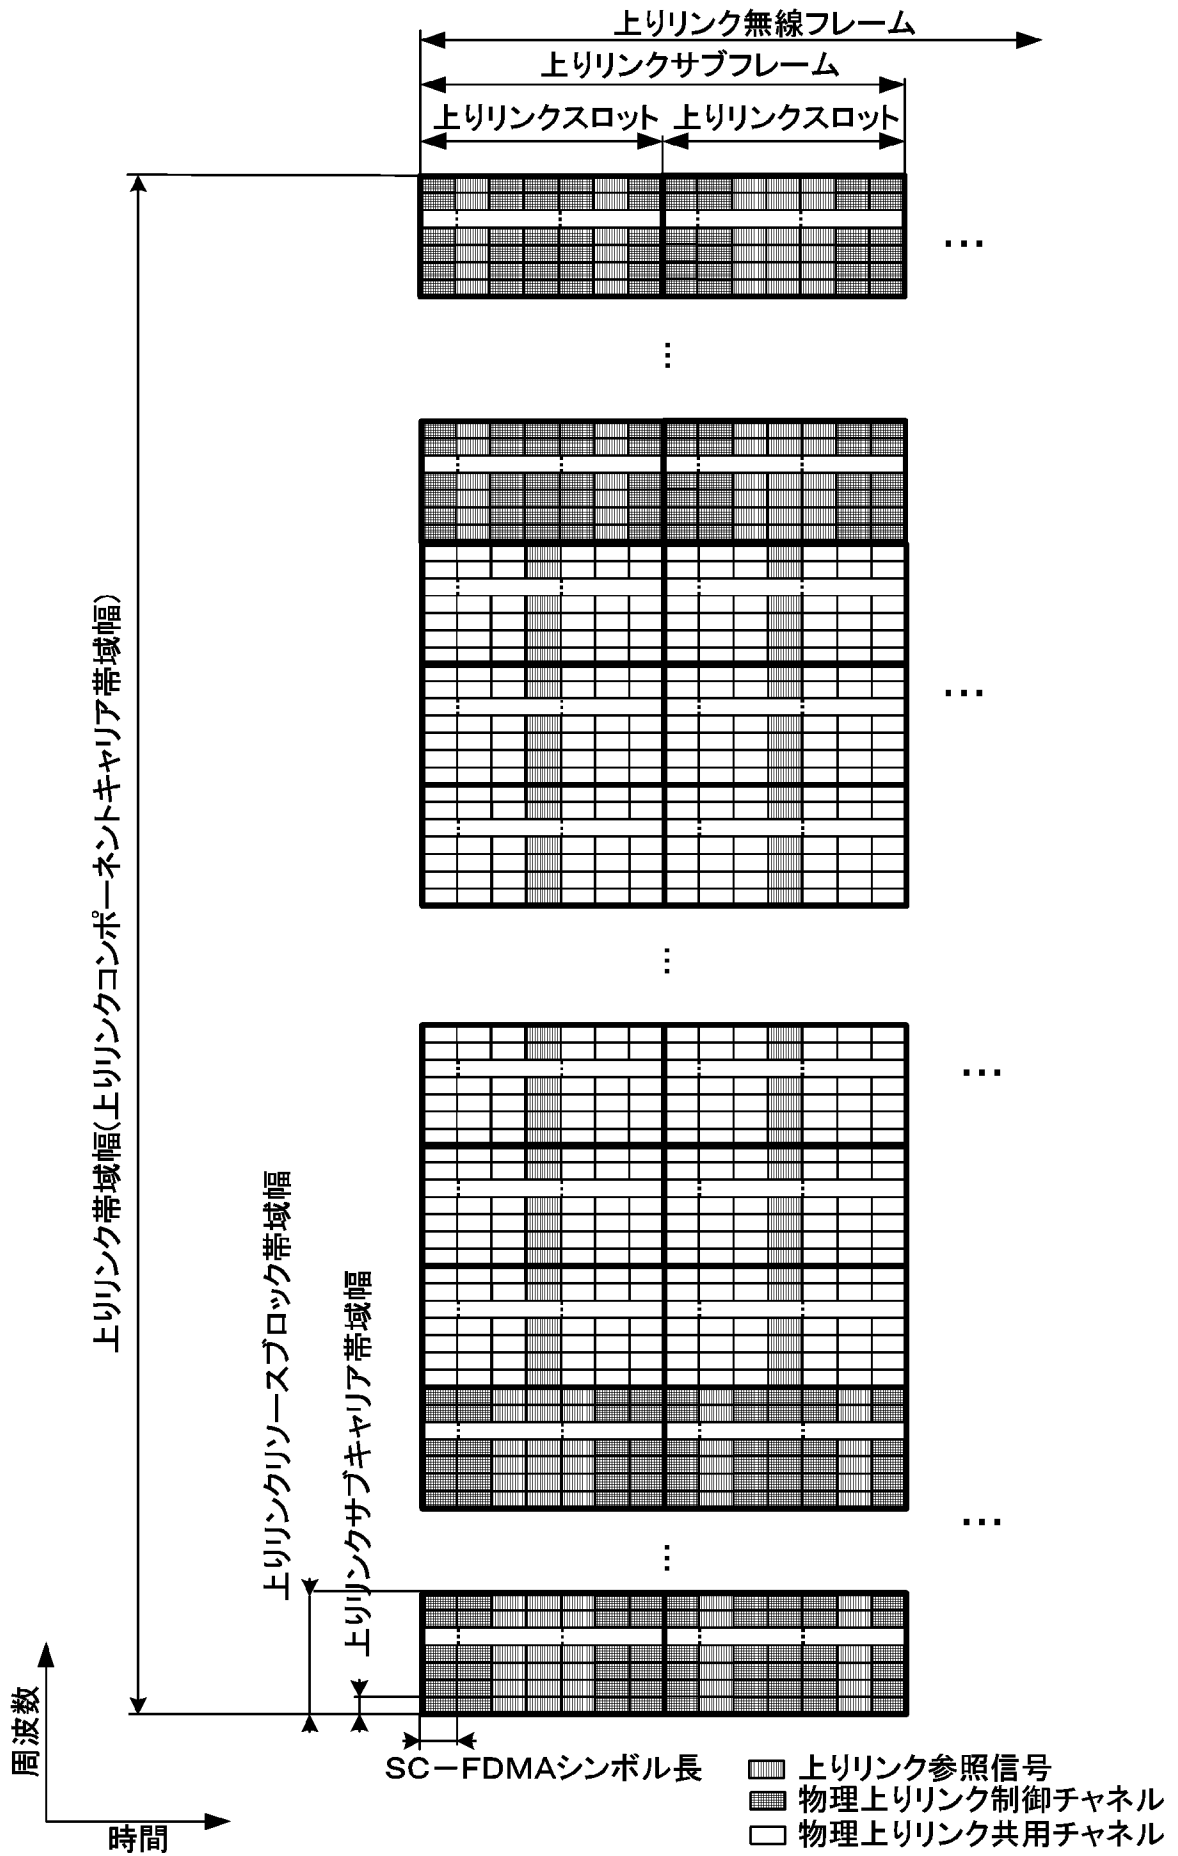 上りリンク無線フレーム
上りリンクサブフレーム
上りリンクスロット
上りリンクスロット
...
...
...
...
...
...
...
上りリンク帯域幅(上りリンクコンポーネントキャリア帯域幅)
上りリンクリソースブロック帯域幅
上りリンクサブキャリア帯域幅
周波数
時間
SC－FDMAシンボル長
上りリンク参照信号
物理上りリンク制御チャネル
物理上りリンク共用チャネル